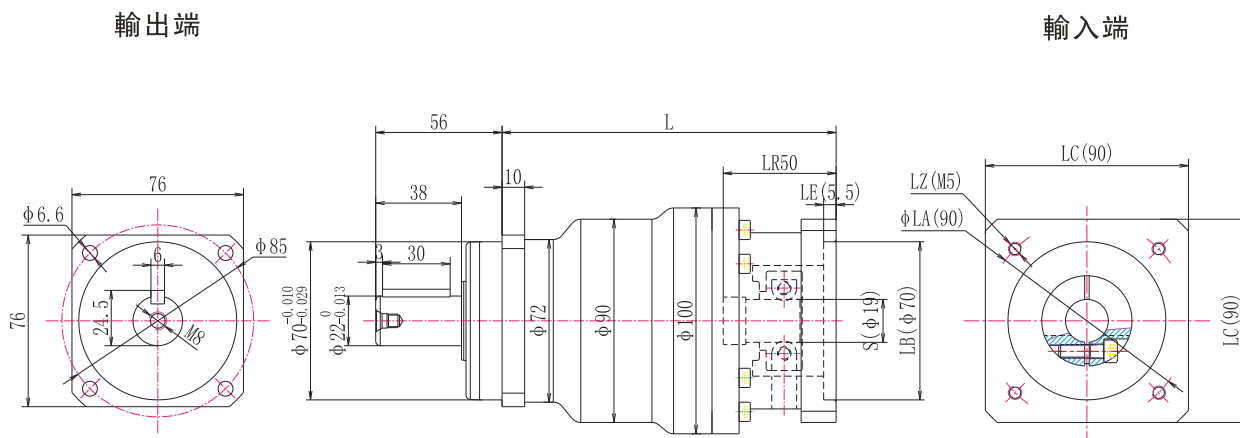 輸出端
輸入端
56
L
LR50
LE(5.5)
10
38
3
30
φ70-0.010
-0.029
φ22 0
-0.013
φ72
φ90
φ100
S(φ19)
LB(φ70)
76
φ6.6
6
φ85
76
24.5
M8
LC(90)
LZ(M5)
φLA(90)
LC(90)